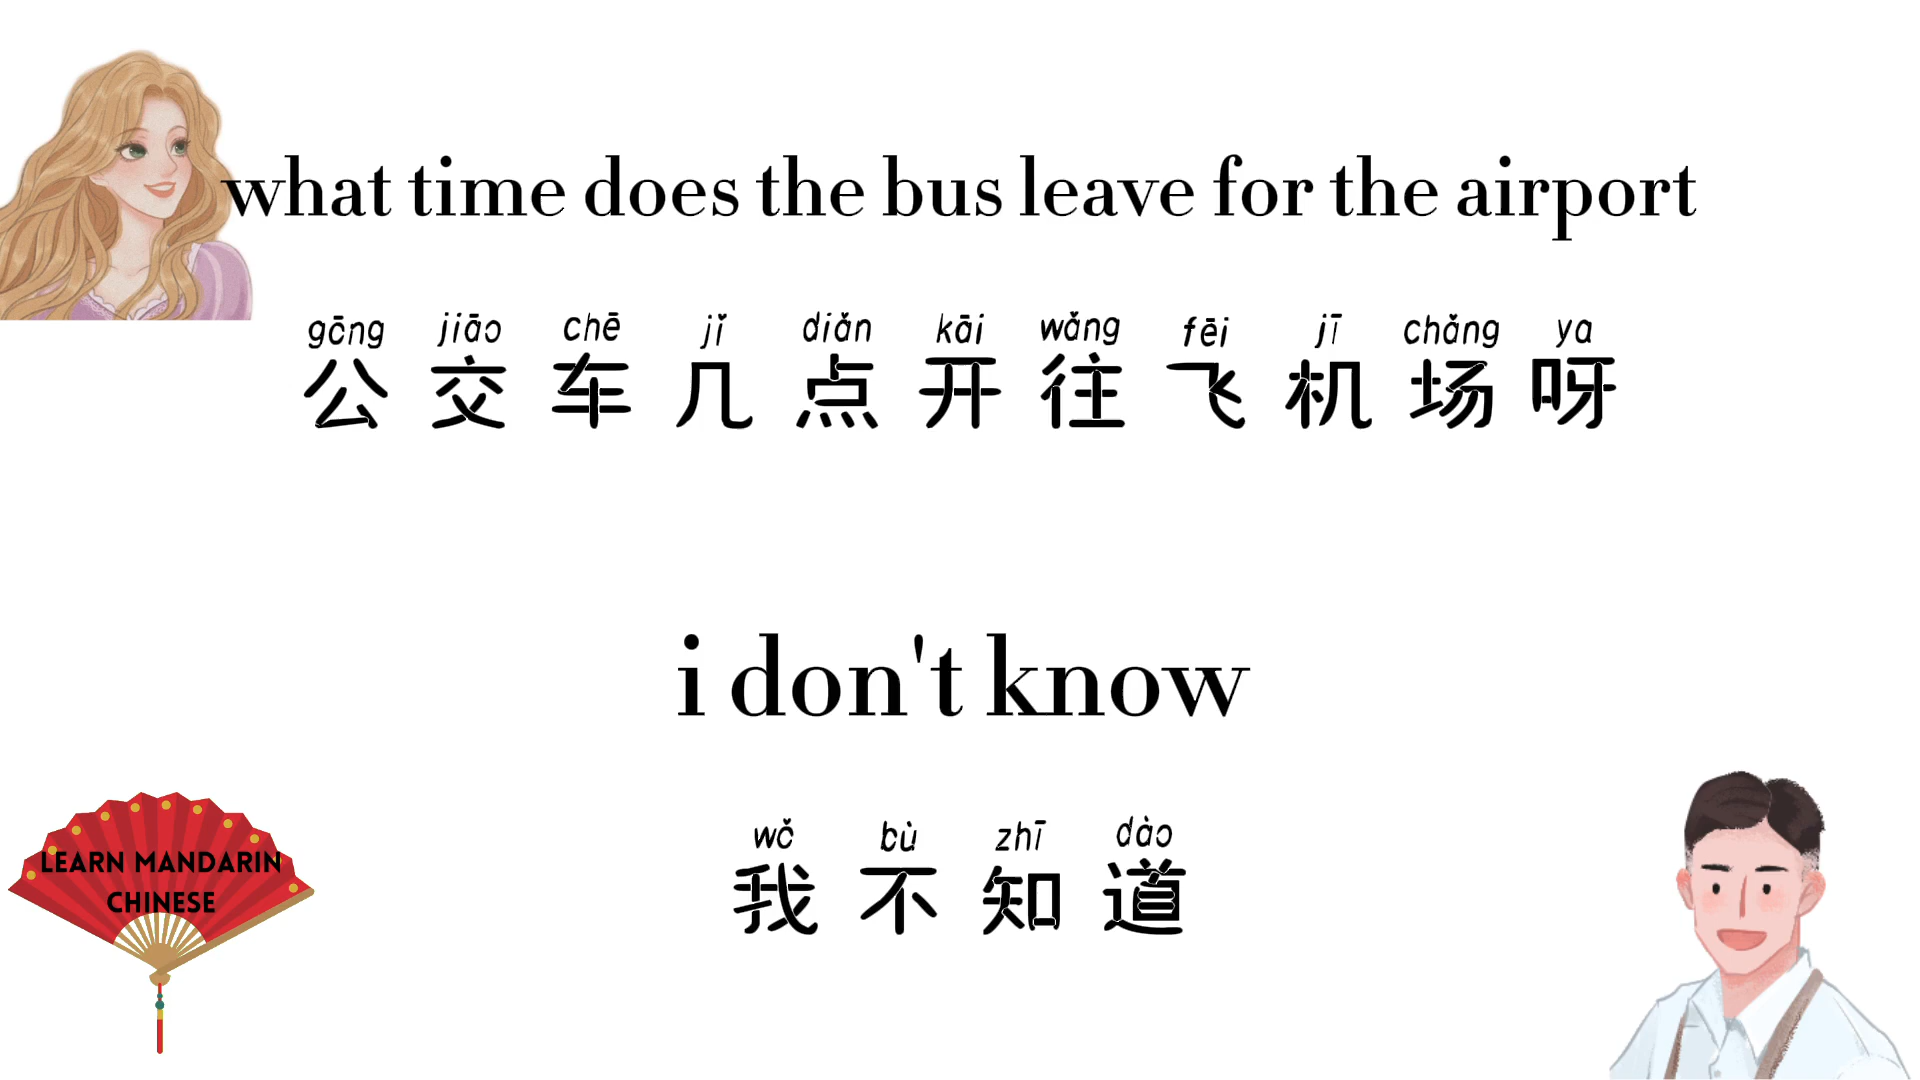 what time does the bus leave for the airport
gōng jiāo chē jǐ diǎn kāi wǎng fēi jī chǎng ya
公交车几点开往飞机场呀
i don't know
wǒ bù zhī dào
我不知道
LEARN MANDARIN
CHINESE